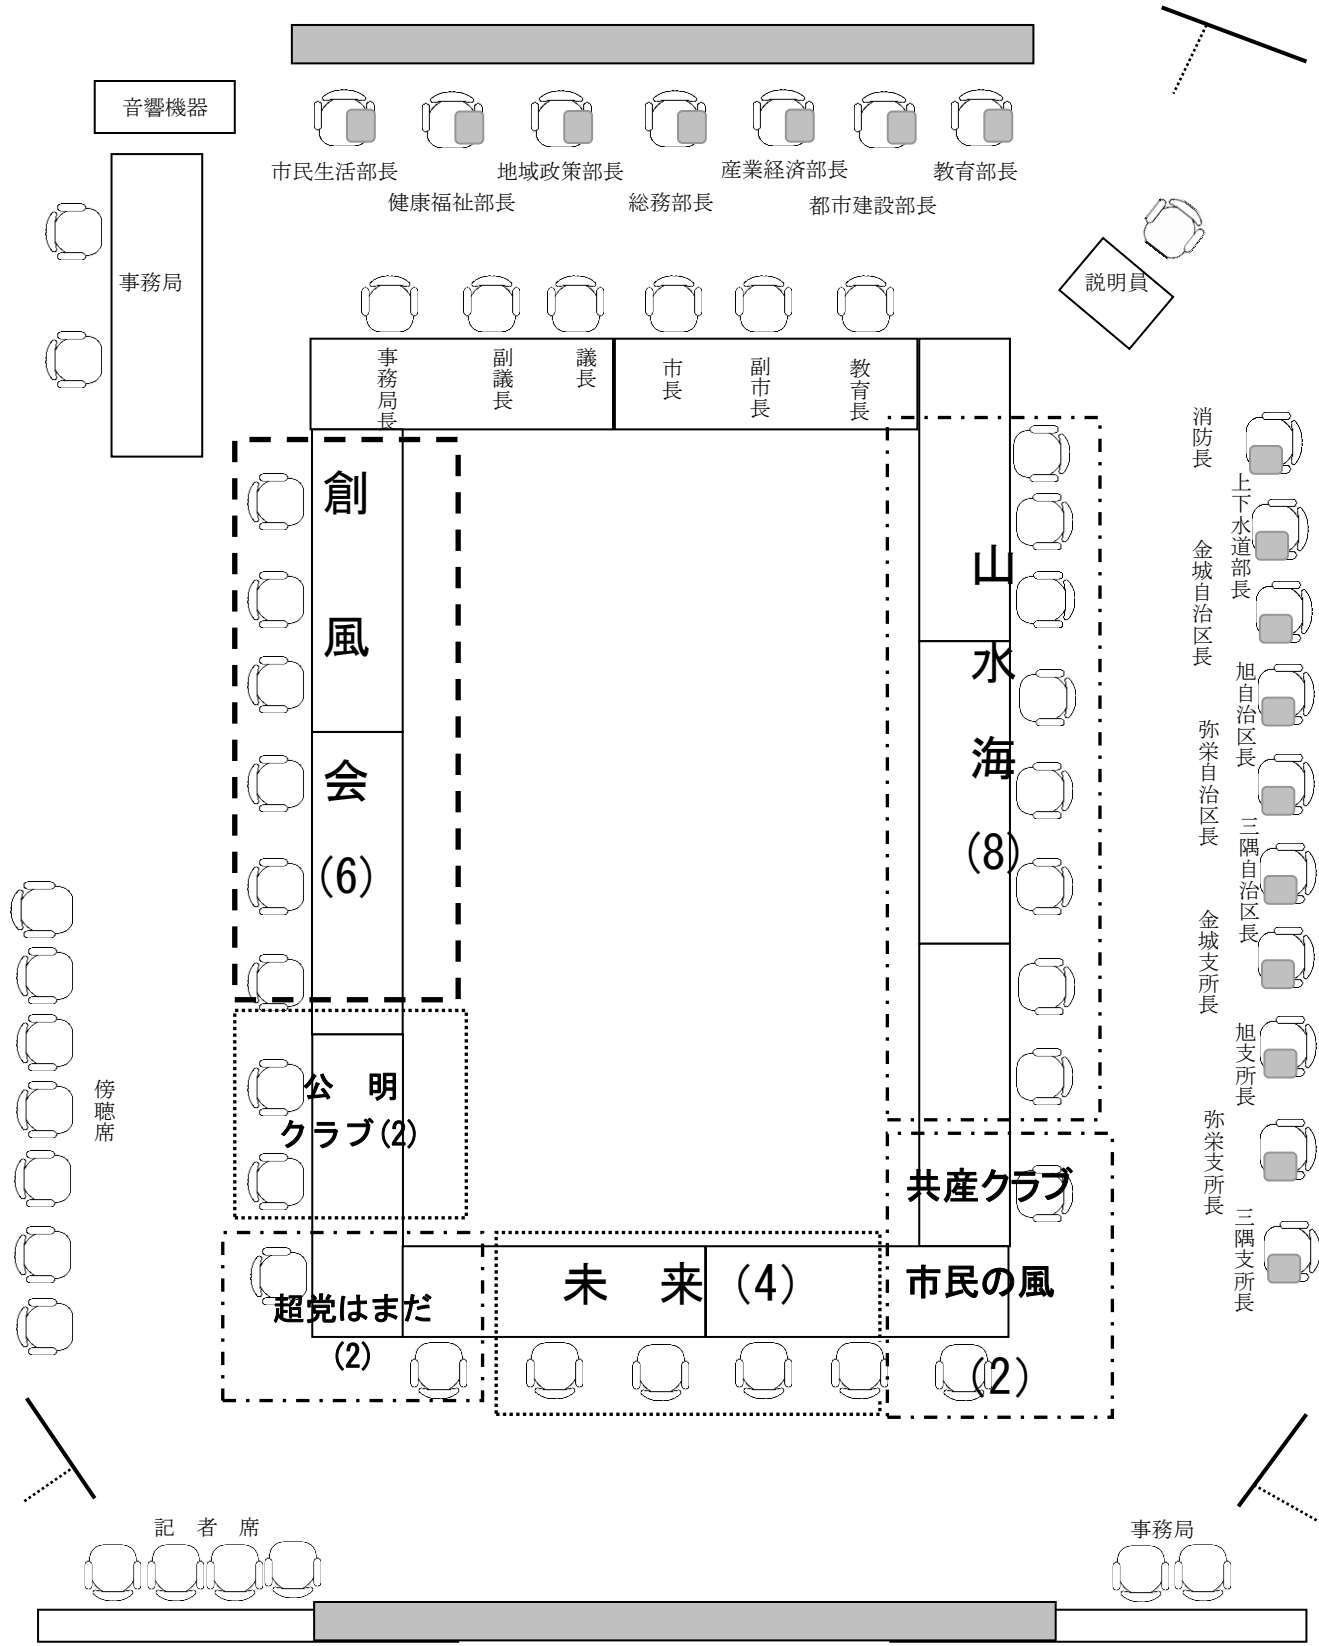 音響機器
市民生活部長
健康福祉部長
地域政策部長
総務部長
産業経済部長
都市建設部長
教育部長
事務局
説明員
事務局長
副議長
議長
市長
副市長
教育長
消防長
上下水道部長
金城自治区長
旭自治区長
弥栄自治区長
三隅自治区長
金城支所長
旭支所長
弥栄支所長
三隅支所長
創風会(6)
山水海(8)
公　明
クラブ(2)
傍聴席
共産クラブ
超党はまだ
(2)
未　来 (4)
市民の風
(2)
記　者　席
事務局